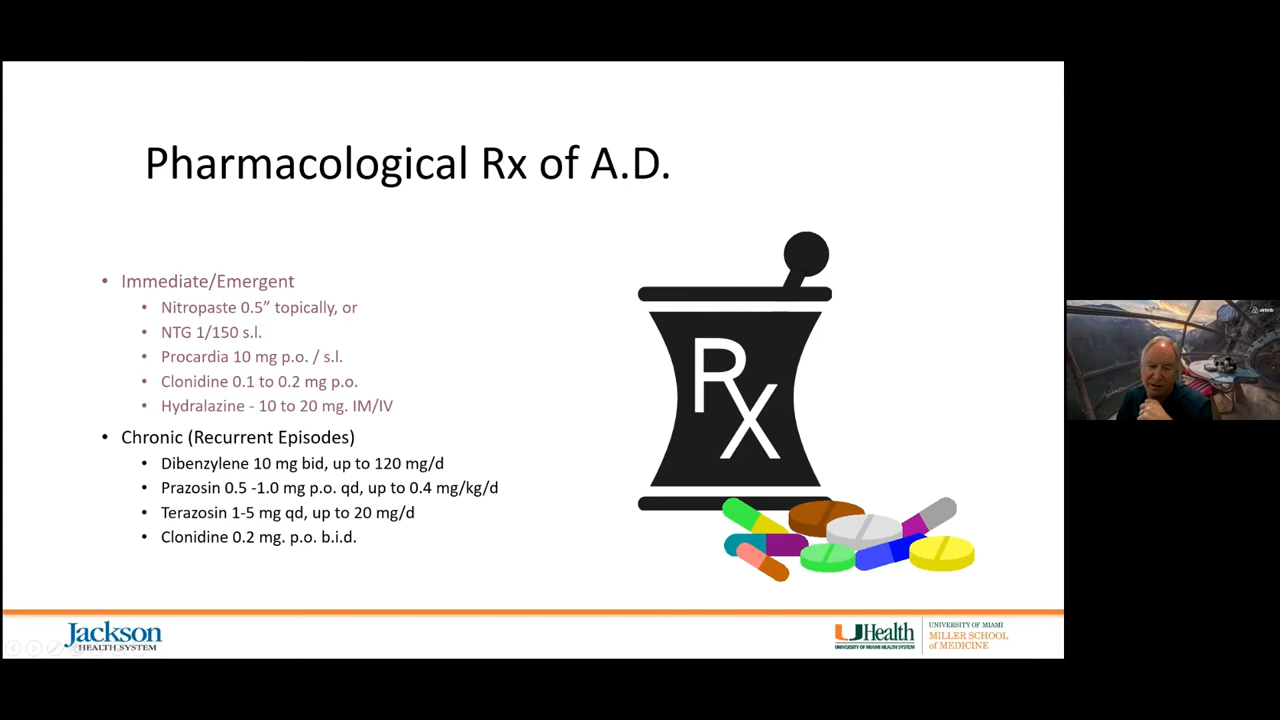 Pharmacological Rx of A.D.
• Immediate/Emergent
• Nitropaste 0.5” topically, or
• NTG 1/150 s.l.
• Procardia 10 mg p.o. / s.l.
• Clonidine 0.1 to 0.2 mg p.o.
• Hydralazine - 10 to 20 mg. IM/IV
• Chronic (Recurrent Episodes)
• Dibenzylene 10 mg bid, up to 120 mg/d
• Prazosin 0.5 -1.0 mg p.o. qd, up to 0.4 mg/kg/d
• Terazosin 1-5 mg qd, up to 20 mg/d
• Clonidine 0.2 mg. p.o. b.i.d.
Rx
airbnb
Jackson
HEALTH SYSTEM
UHealth
UNIVERSITY OF MIAMI HEALTH SYSTEM
UNIVERSITY OF MIAMI
MILLER SCHOOL
of MEDICINE